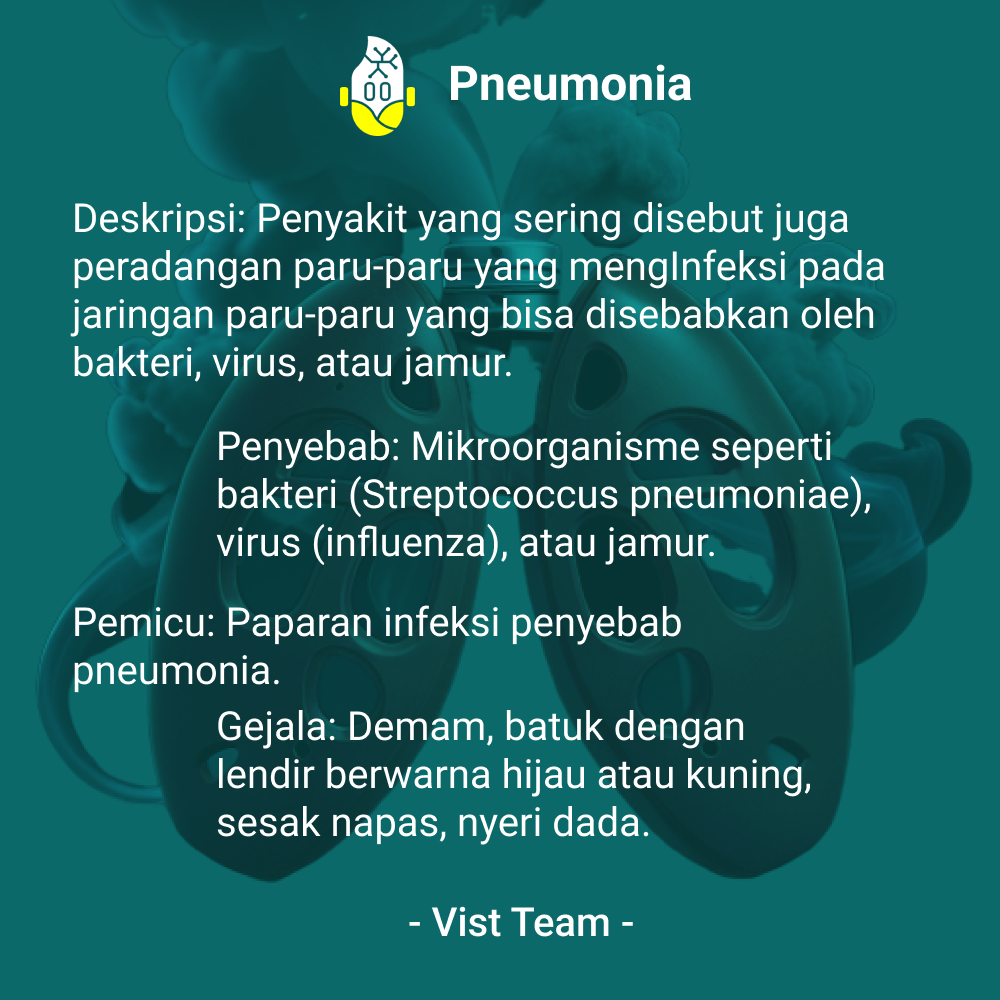 Pneumonia
Deskripsi: Penyakit yang sering disebut juga
peradangan paru-paru yang mengInfeksi pada
jaringan paru-paru yang bisa disebabkan oleh
bakteri, virus, atau jamur.
Penyebab: Mikroorganisme seperti
bakteri (Streptococcus pneumoniae),
virus (influenza), atau jamur.
Pemicu: Paparan infeksi penyebab
pneumonia.
Gejala: Demam, batuk dengan
lendir berwarna hijau atau kuning,
sesak napas, nyeri dada.
- Vist Team -